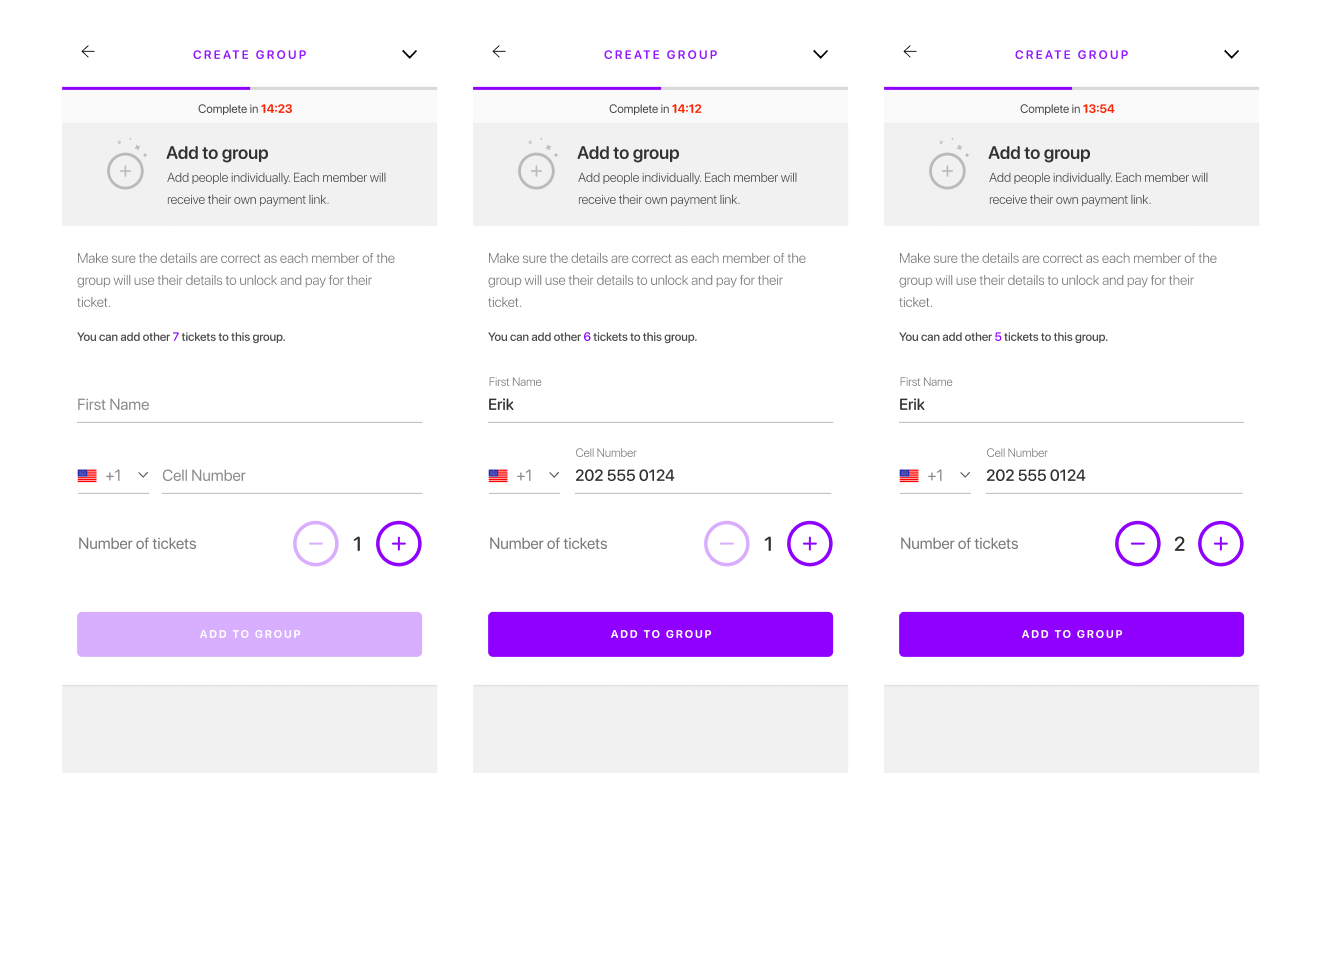 CREATE GROUP
Complete in 14:23
Add to group
Add people individually. Each member will
receive their own payment link.
Make sure the details are correct as each member of the
group will use their details to unlock and pay for their
ticket.
You can add other 7 tickets to this group.
First Name
+1 Cell Number
Number of tickets 1
ADD TO GROUP
CREATE GROUP
Complete in 14:12
Add to group
Add people individually. Each member will
receive their own payment link.
Make sure the details are correct as each member of the
group will use their details to unlock and pay for their
ticket.
You can add other 6 tickets to this group.
First Name
Erik
Cell Number
+1 202 555 0124
Number of tickets 1
ADD TO GROUP
CREATE GROUP
Complete in 13:54
Add to group
Add people individually. Each member will
receive their own payment link.
Make sure the details are correct as each member of the
group will use their details to unlock and pay for their
ticket.
You can add other 5 tickets to this group.
First Name
Erik
Cell Number
+1 202 555 0124
Number of tickets 2
ADD TO GROUP